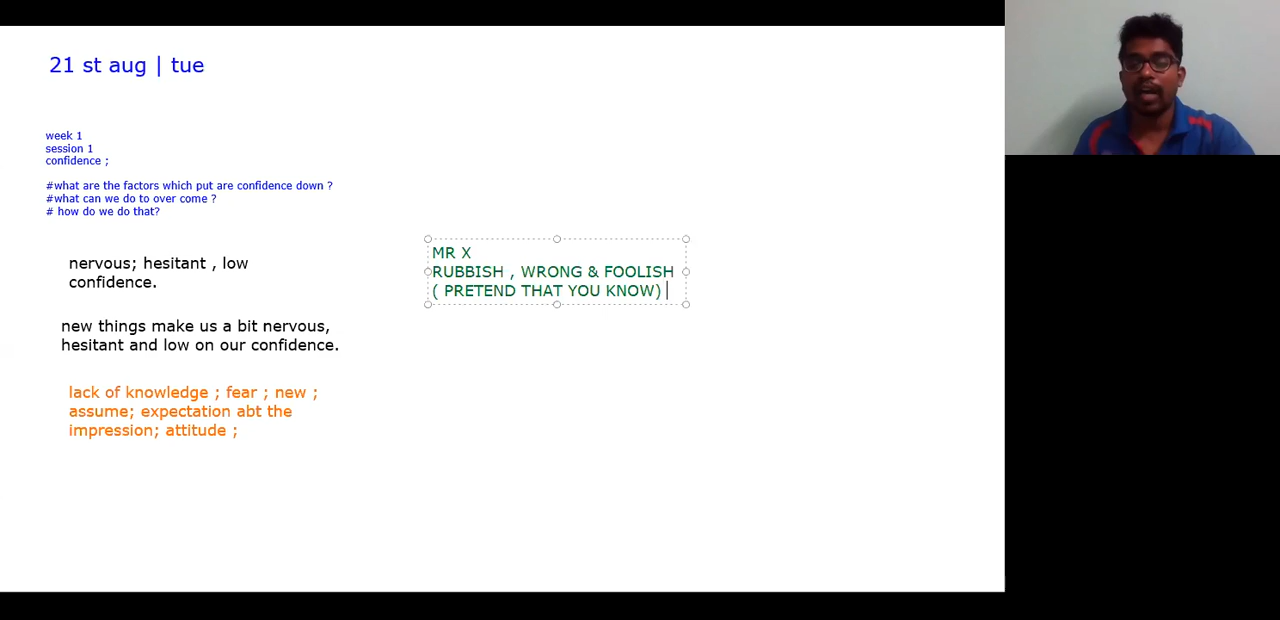 21 st aug | tue
week 1
session 1
confidence ;
#what are the factors which put are confidence down ?
#what can we do to over come ?
# how do we do that?
nervous; hesitant , low
confidence.
new things make us a bit nervous,
hesitant and low on our confidence.
lack of knowledge ; fear ; new ;
assume; expectation abt the
impression; attitude ;
MR X
RUBBISH , WRONG & FOOLISH
( PRETEND THAT YOU KNOW)